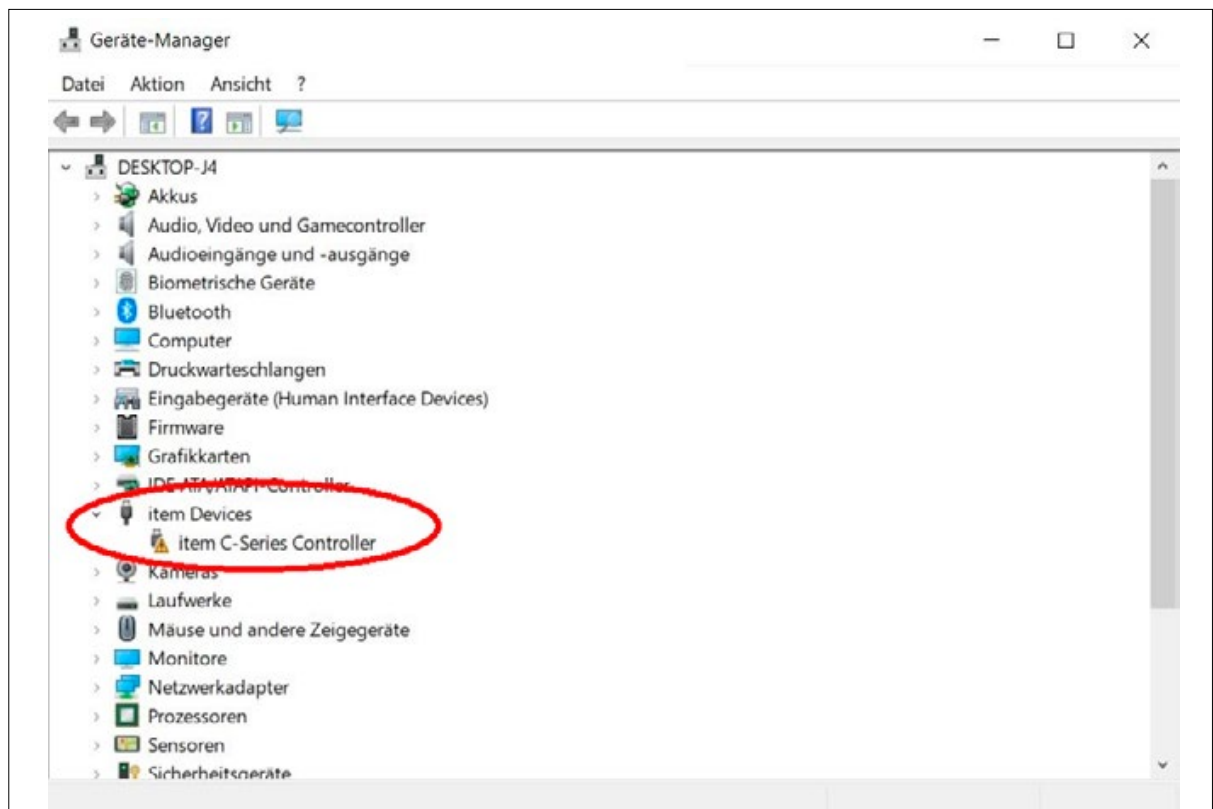 Geräte-Manager
Datei Aktion Ansicht ?
DESKTOP-J4
Akkus
Audio, Video und Gamecontroller
Audioeingänge und -ausgänge
Biometrische Geräte
Bluetooth
Computer
Druckwarteschlangen
Eingabegeräte (Human Interface Devices)
Firmware
Grafikkarten
IDE ATA/ATAPI-Controller
item Devices
item C-Series Controller
Kameras
Laufwerke
Mäuse und andere Zeigegeräte
Monitore
Netzwerkadapter
Prozessoren
Sensoren
Sicherheitsgeräte